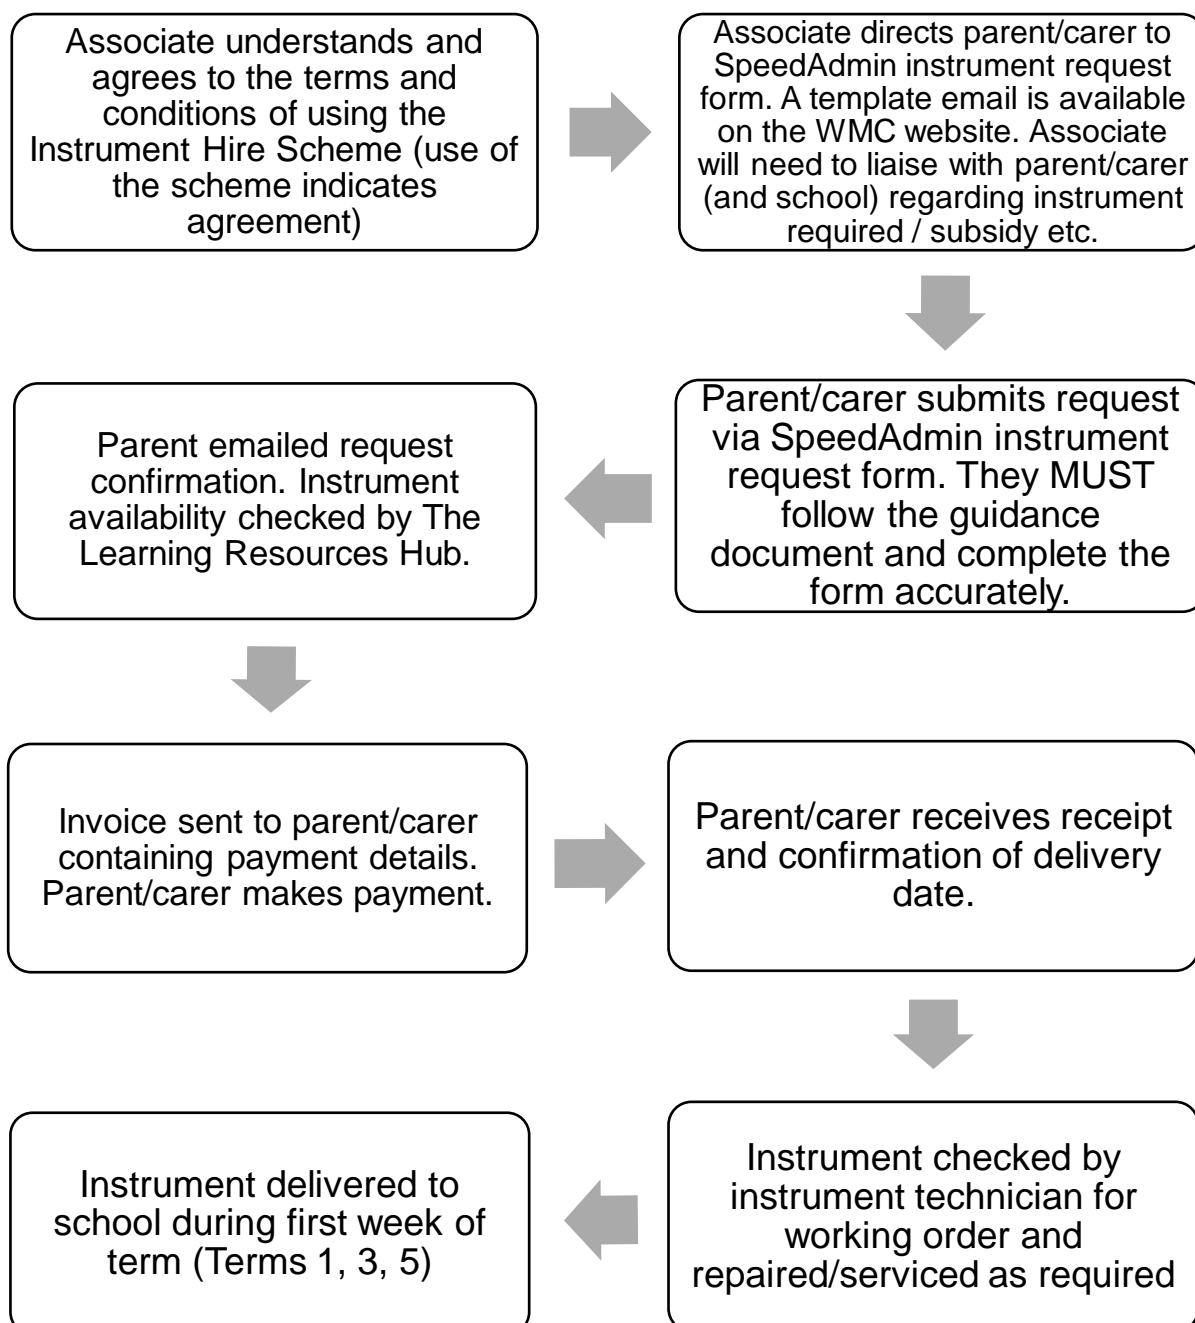 Associate understands and
agrees to the terms and
conditions of using the
Instrument Hire Scheme (use of
the scheme indicates
agreement)
Associate directs parent/carer to
SpeedAdmin instrument request
form. A template email is available
on the WMC website. Associate
will need to liaise with parent/carer
(and school) regarding instrument
required / subsidy etc.
Parent/carer submits request
via SpeedAdmin instrument
request form. They MUST
follow the guidance
document and complete the
form accurately.
Parent emailed request
confirmation. Instrument
availability checked by The
Learning Resources Hub.
Invoice sent to parent/carer
containing payment details.
Parent/carer makes payment.
Parent/carer receives receipt
and confirmation of delivery
date.
Instrument checked by
instrument technician for
working order and
repaired/serviced as required
Instrument delivered to
school during first week of
term (Terms 1, 3, 5)